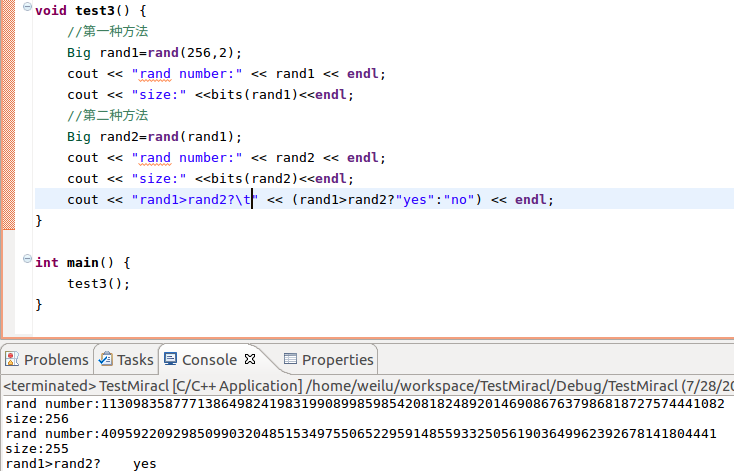 void test3() {
//第一种方法
Big rand1=rand(256,2);
cout << "rand number:" << rand1 << endl;
cout << "size:" <<bits(rand1)<<endl;
//第二种方法
Big rand2=rand(rand1);
cout << "rand number:" << rand2 << endl;
cout << "size:" <<bits(rand2)<<endl;
cout << "rand1>rand2?\t" << (rand1>rand2?"yes":"no") << endl;
}
int main() {
test3();
}
Problems Tasks Console Properties
<terminated> TestMiracl [C/C++ Application] /home/weilu/workspace/TestMiracl/Debug/TestMiracl (7/28/20
rand number:113098358777138649824198319908998598542081824892014690867637986818727574441082
size:256
rand number:40959220929850990320485153497550652295914855933250561903649962392678141804441
size:255
rand1>rand2? yes